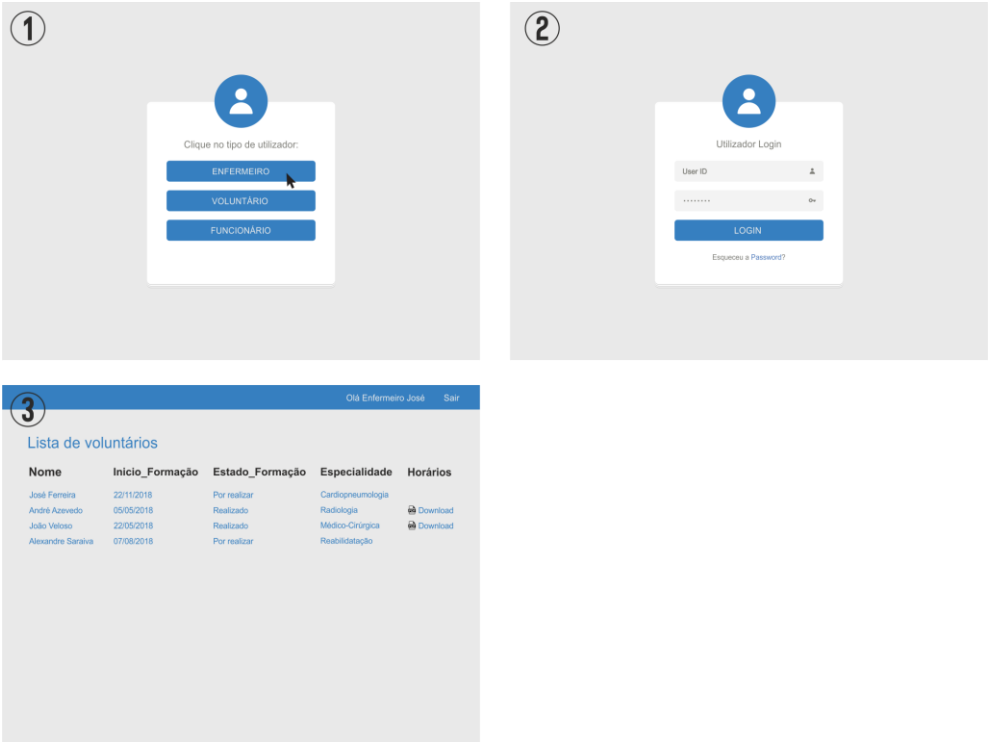 1
Clique no tipo de utilizador:
ENFERMEIRO
VOLUNTÁRIO
FUNCIONÁRIO
2
Utilizador Login
User ID
........
LOGIN
Esqueceu a Password?
3
Olá Enfermeiro José Sair
Lista de voluntários
Nome Inicio_Formação Estado_Formação Especialidade Horários
José Ferreira 22/11/2018 Por realizar Cardiopneumologia
André Azevedo 05/05/2018 Realizado Radiologia Download
João Veloso 22/05/2018 Realizado Médico-Cirúrgica Download
Alexandre Saraiva 07/08/2018 Por realizar Reabilidatação